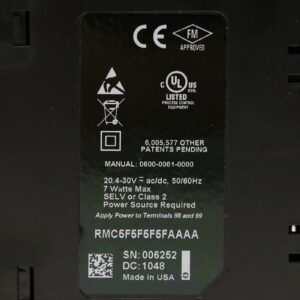 CE
FM
APPROVED
C UL US
LISTED
PROCESS CONTROL
EQUIPMENT
6,005,577 OTHER
PATENTS PENDING
MANUAL: 0600-0061-0000
20.4-30V ac/dc, 50/60Hz
7 Watts Max
SELV or Class 2
Power Source Required
Apply Power to Terminals 98 and 99
RMC5F5F5F5FAAAA
SN: 006252
DC: 1048
Made in USA